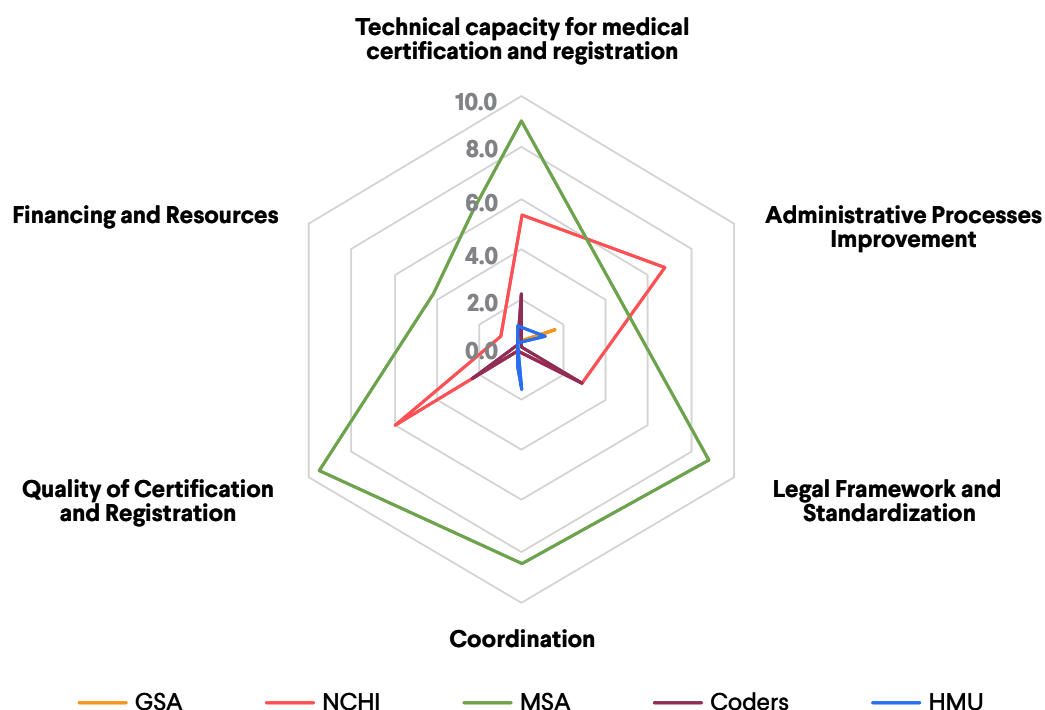 Technical capacity for medical
certification and registration
10.0
8.0
6.0
4.0
2.0
0.0
Financing and Resources
Administrative Processes
Improvement
Quality of Certification
and Registration
Legal Framework and
Standardization
Coordination
GSA NCHI MSA Coders HMU